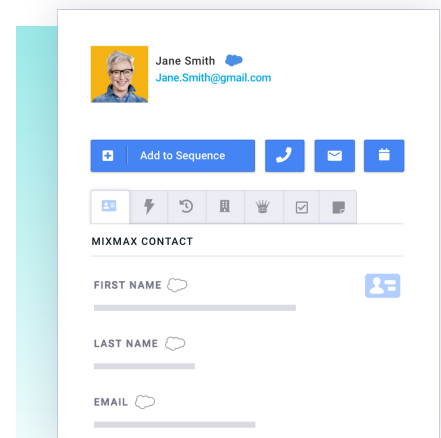 Jane Smith
Jane.Smith@gmail.com
Add to Sequence
MIXMAX CONTACT
FIRST NAME
LAST NAME
EMAIL